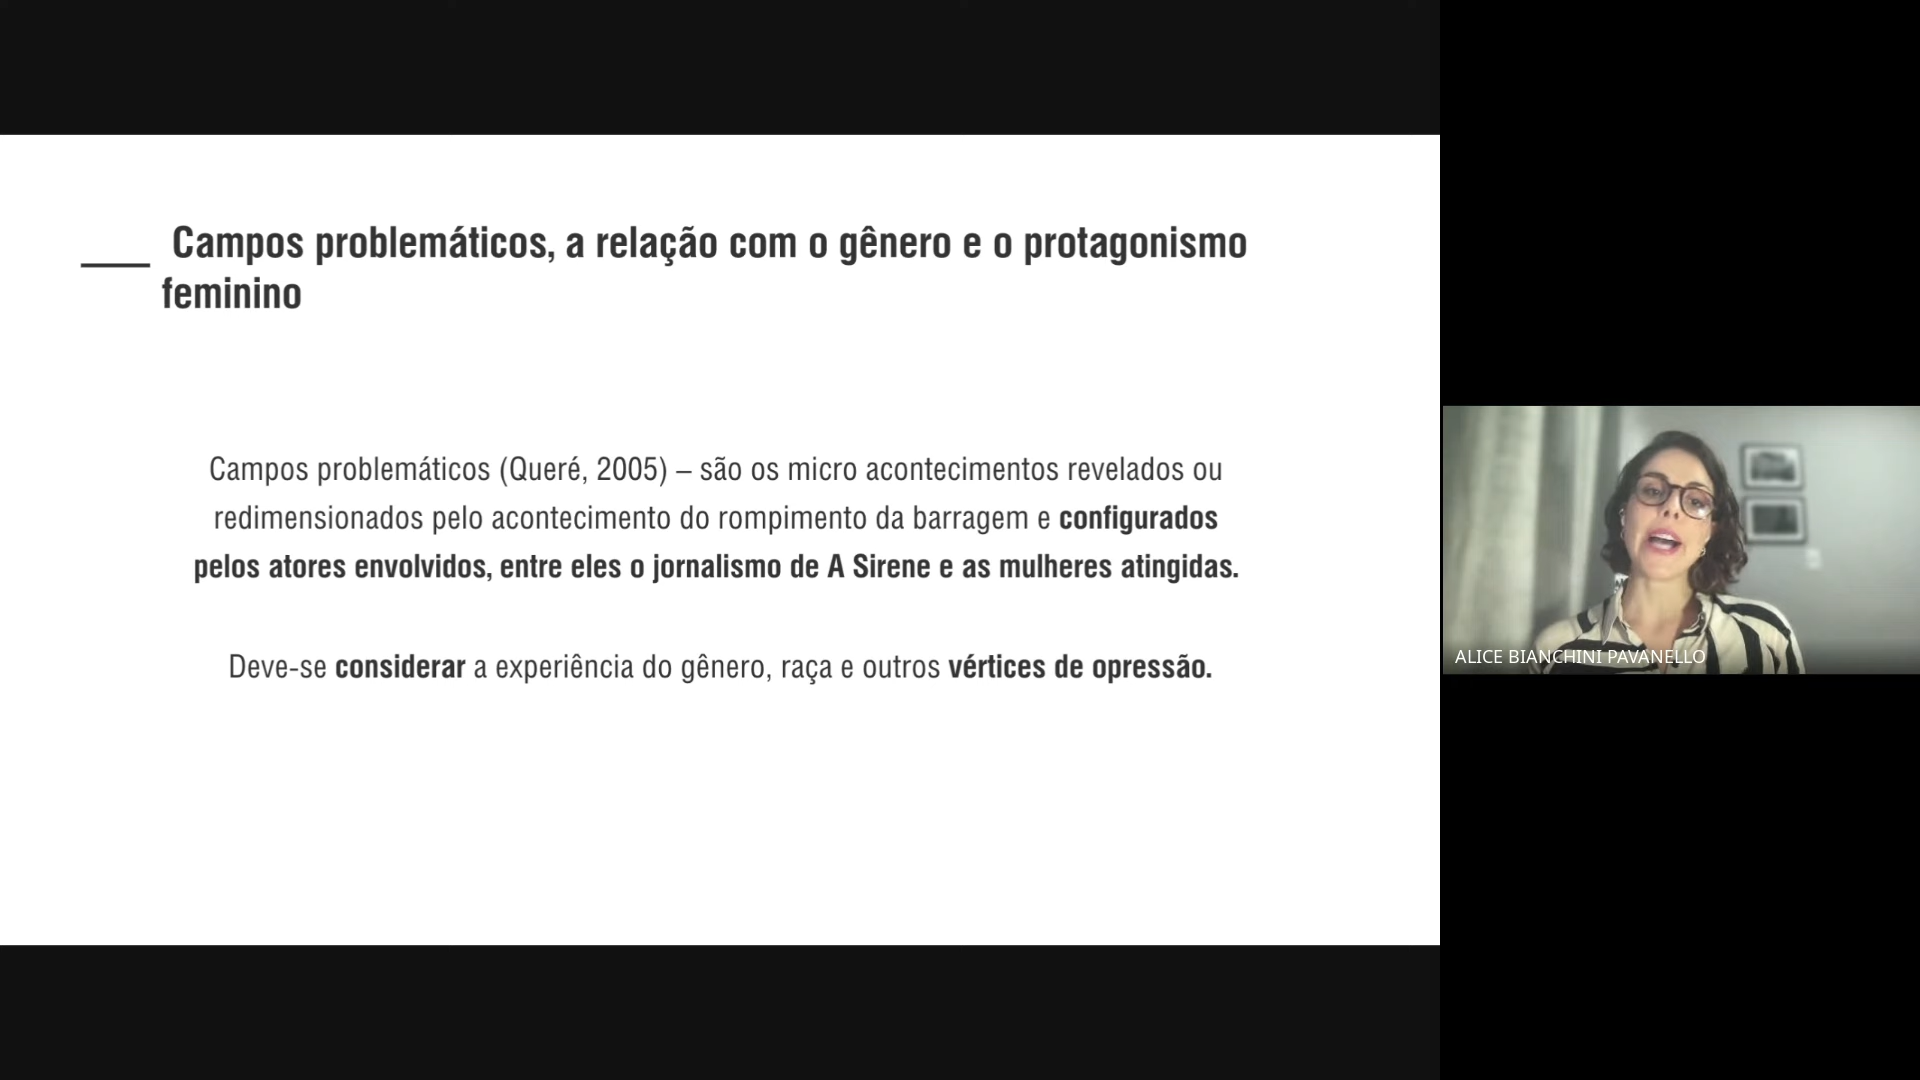 Campos problemáticos, a relação com o gênero e o protagonismo
feminino
Campos problemáticos (Queré, 2005) – são os micro acontecimentos revelados ou
redimensionados pelo acontecimento do rompimento da barragem e configurados
pelos atores envolvidos, entre eles o jornalismo de A Sirene e as mulheres atingidas.
Deve-se considerar a experiência do gênero, raça e outros vértices de opressão.
ALICE BIANCHINI PAVANELLO